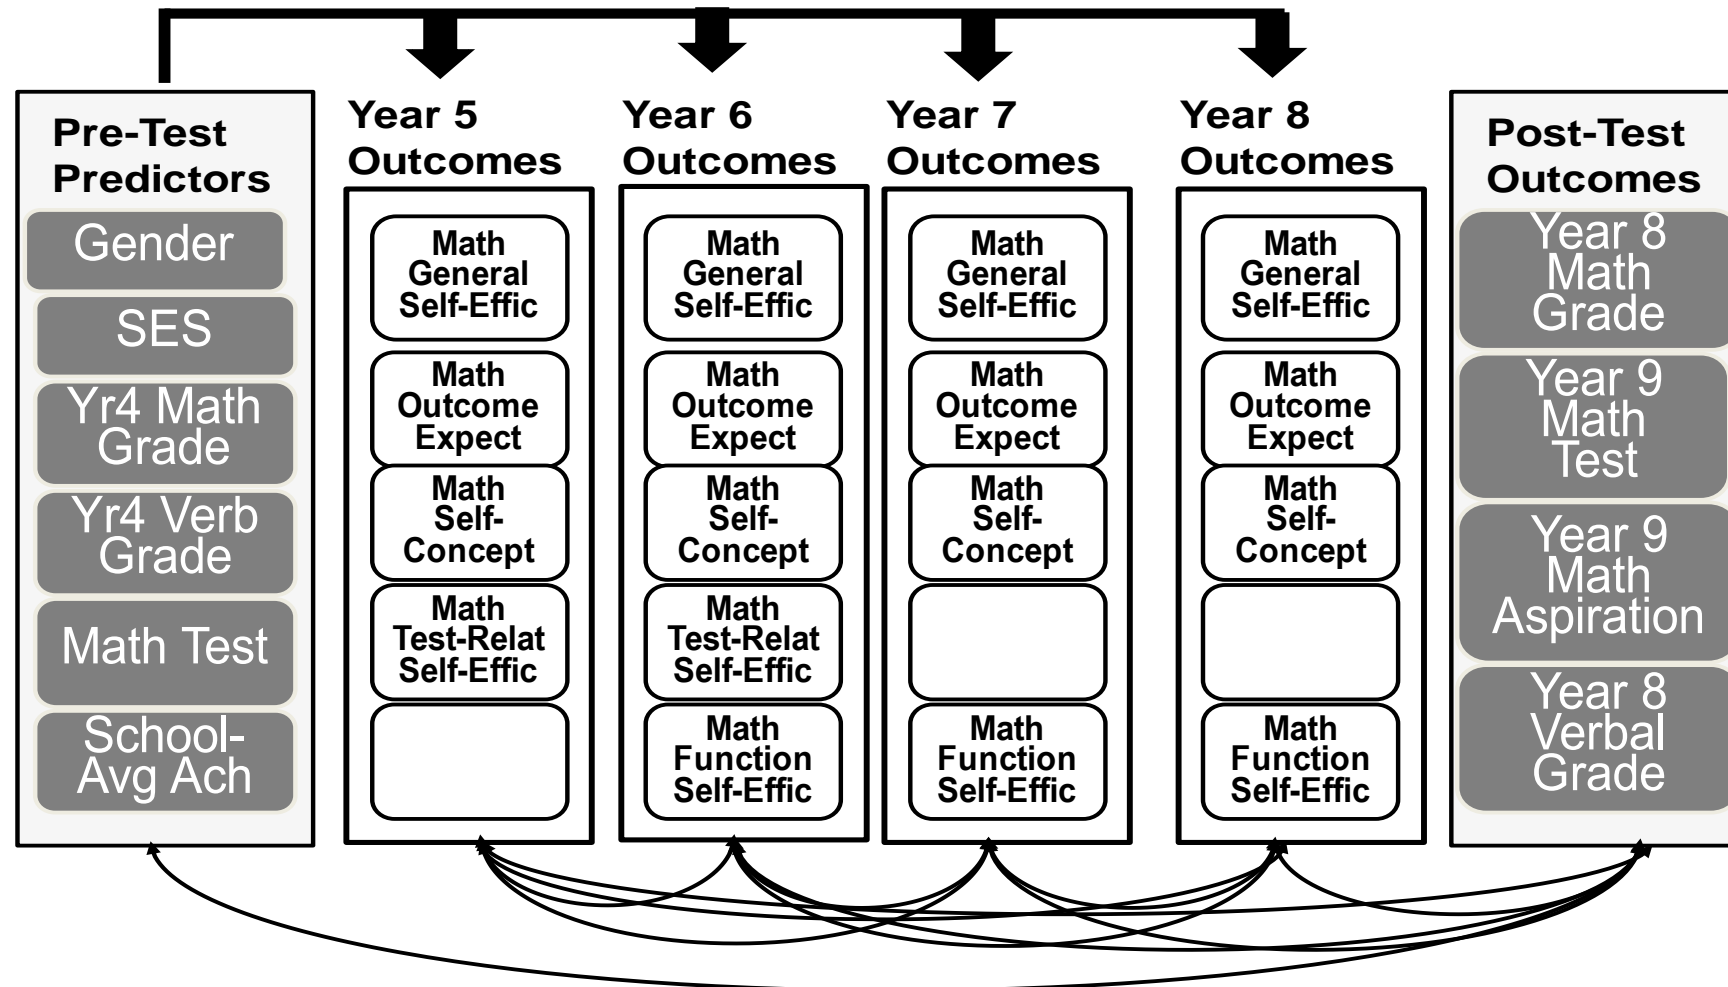 Pre-Test
Predictors
Gender
SES
Yr4 Math
Grade
Yr4 Verb
Grade
Math Test
School-
Avg Ach
Year 5
Outcomes
Math
General
Self-Effic
Math
Outcome
Expect
Math
Self-
Concept
Math
Test-Relat
Self-Effic
Year 6
Outcomes
Math
General
Self-Effic
Math
Outcome
Expect
Math
Self-
Concept
Math
Test-Relat
Self-Effic
Math
Function
Self-Effic
Year 7
Outcomes
Math
General
Self-Effic
Math
Outcome
Expect
Math
Self-
Concept
Math
Function
Self-Effic
Year 8
Outcomes
Math
General
Self-Effic
Math
Outcome
Expect
Math
Self-
Concept
Math
Function
Self-Effic
Post-Test
Outcomes
Year 8
Math
Grade
Year 9
Math
Test
Year 9
Math
Aspiration
Year 8
Verbal
Grade